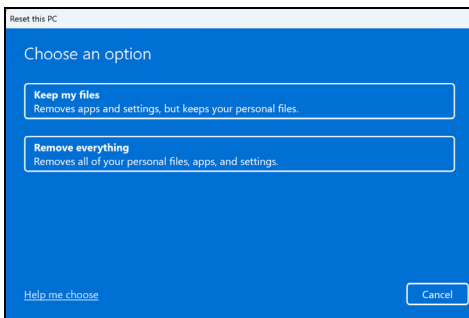 Reset this PC
Choose an option
Keep my files
Removes apps and settings, but keeps your personal files.
Remove everything
Removes all of your personal files, apps, and settings.
Help me choose
Cancel